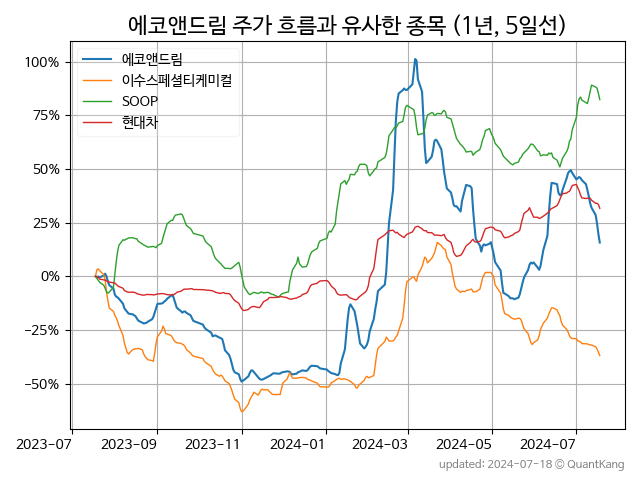 에코앤드림 주가 흐름과 유사한 종목 (1년, 5일선)
에코앤드림
이수스페셜티케미컬
SOOP
현대차
100%
75%
50%
25%
0%
−25%
−50%
2023-07 2023-09 2023-11 2024-01 2024-03 2024-05 2024-07
updated: 2024-07-18 © QuantKang